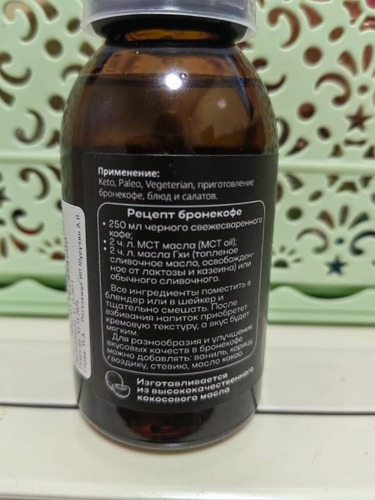 Применение:
Keto, Paleo, Vegeterian, приготовление
бронекофе, блюд и салатов.
Рецепт бронекофе
• 250 мл черного свежесваренного
кофе;
• 2 ч. л. МСТ масла (MCT oil);
• 2 ч. л. масла Гхи (топленое
сливочное масло, освобожден-
ное от лактозы и казеина) или
обычного сливочного.
Все ингредиенты поместить в
блендер или в шейкер и
тщательно смешать. После
взбивания напиток приобретет
кремовую текстуру, а вкус будет
мягким.
Для разнообразия и улучшения
вкусовых качеств в бронекофе
можно добавлять: ваниль, корицу,
гвоздику, стевию, масло какао.
Изготавливается
из высококачественного
кокосового масла